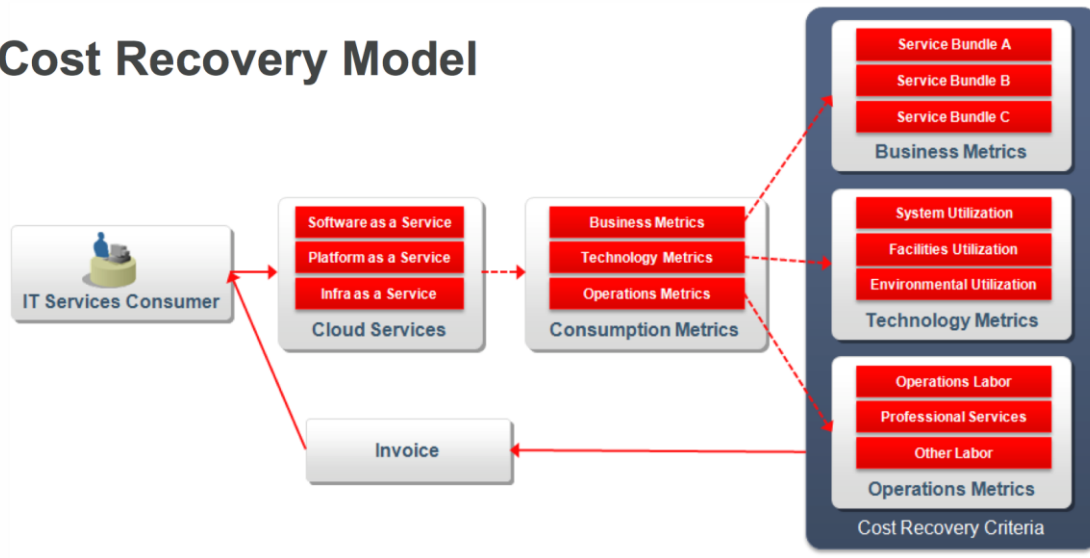 Cost Recovery Model
IT Services Consumer
Software as a Service
Platform as a Service
Infra as a Service
Cloud Services
Business Metrics
Technology Metrics
Operations Metrics
Consumption Metrics
Service Bundle A
Service Bundle B
Service Bundle C
Business Metrics
System Utilization
Facilities Utilization
Environmental Utilization
Technology Metrics
Operations Labor
Professional Services
Other Labor
Operations Metrics
Cost Recovery Criteria
Invoice